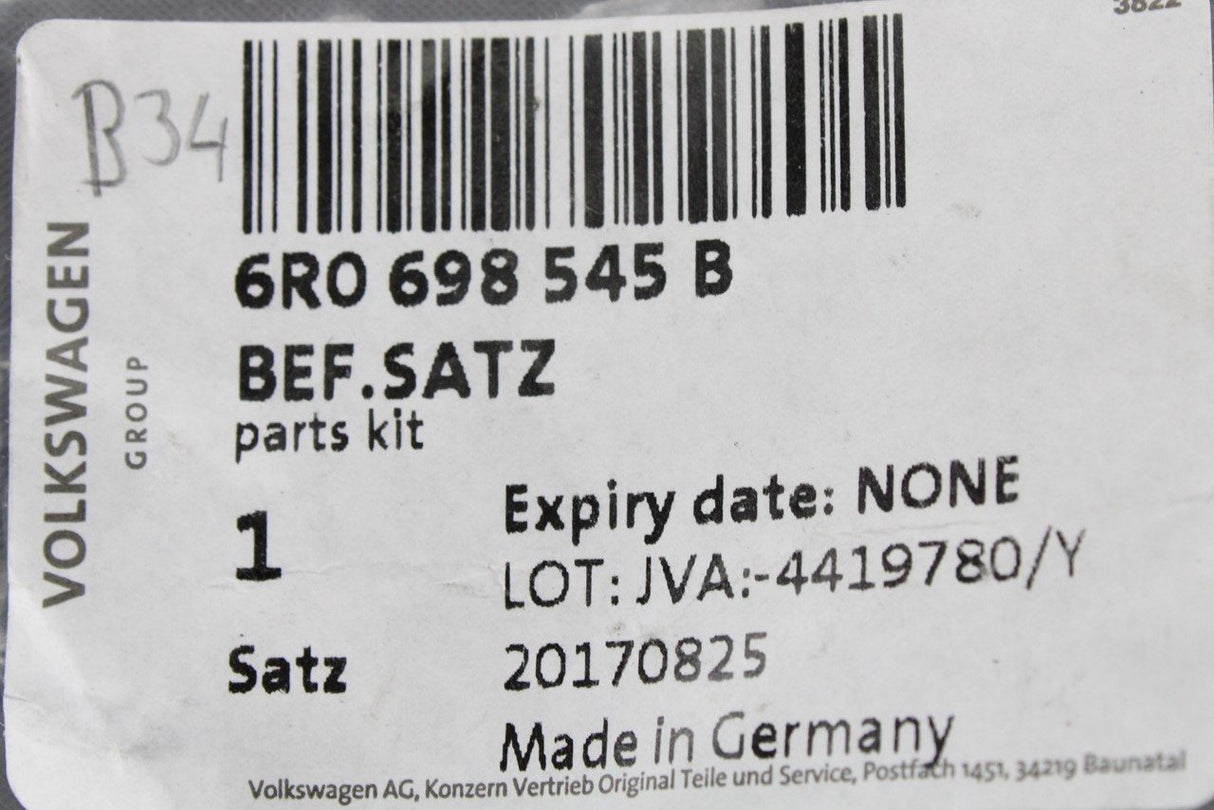 3822
B34
VOLKSWAGEN
GROUP
6R0 698 545 B
BEF.SATZ
parts kit
1
Expiry date: NONE
LOT: JVA:-4419780/Y
Satz
20170825
Made in Germany
Volkswagen AG, Konzern Vertrieb Original Teile und Service, Postfach 1451, 34219 Baunatal